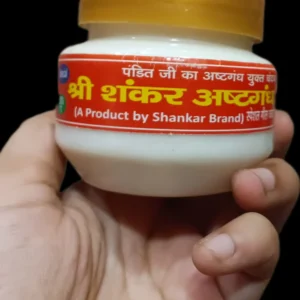 पंडित जी का अष्टगंध युक्त
श्री शंकर अष्टगंध
(A Product by Shankar Brand)